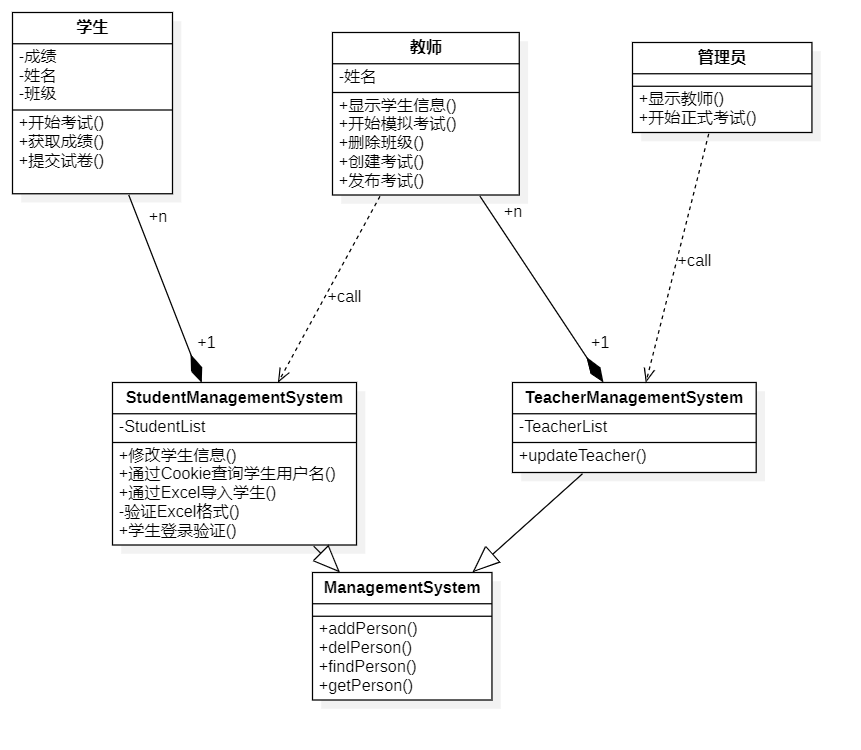 学生
-成绩
-姓名
-班级
+开始考试()
+获取成绩()
+提交试卷()
教师
-姓名
+显示学生信息()
+开始模拟考试()
+删除班级()
+创建考试()
+发布考试()
管理员
+显示教师()
+开始正式考试()
+n
+n
+call
+call
+1
+1
StudentManagementSystem
-StudentList
+修改学生信息()
+通过Cookie查询学生用户名()
+通过Excel导入学生()
-验证Excel格式()
+学生登录验证()
TeacherManagementSystem
-TeacherList
+updateTeacher()
ManagementSystem
+addPerson()
+delPerson()
+findPerson()
+getPerson()